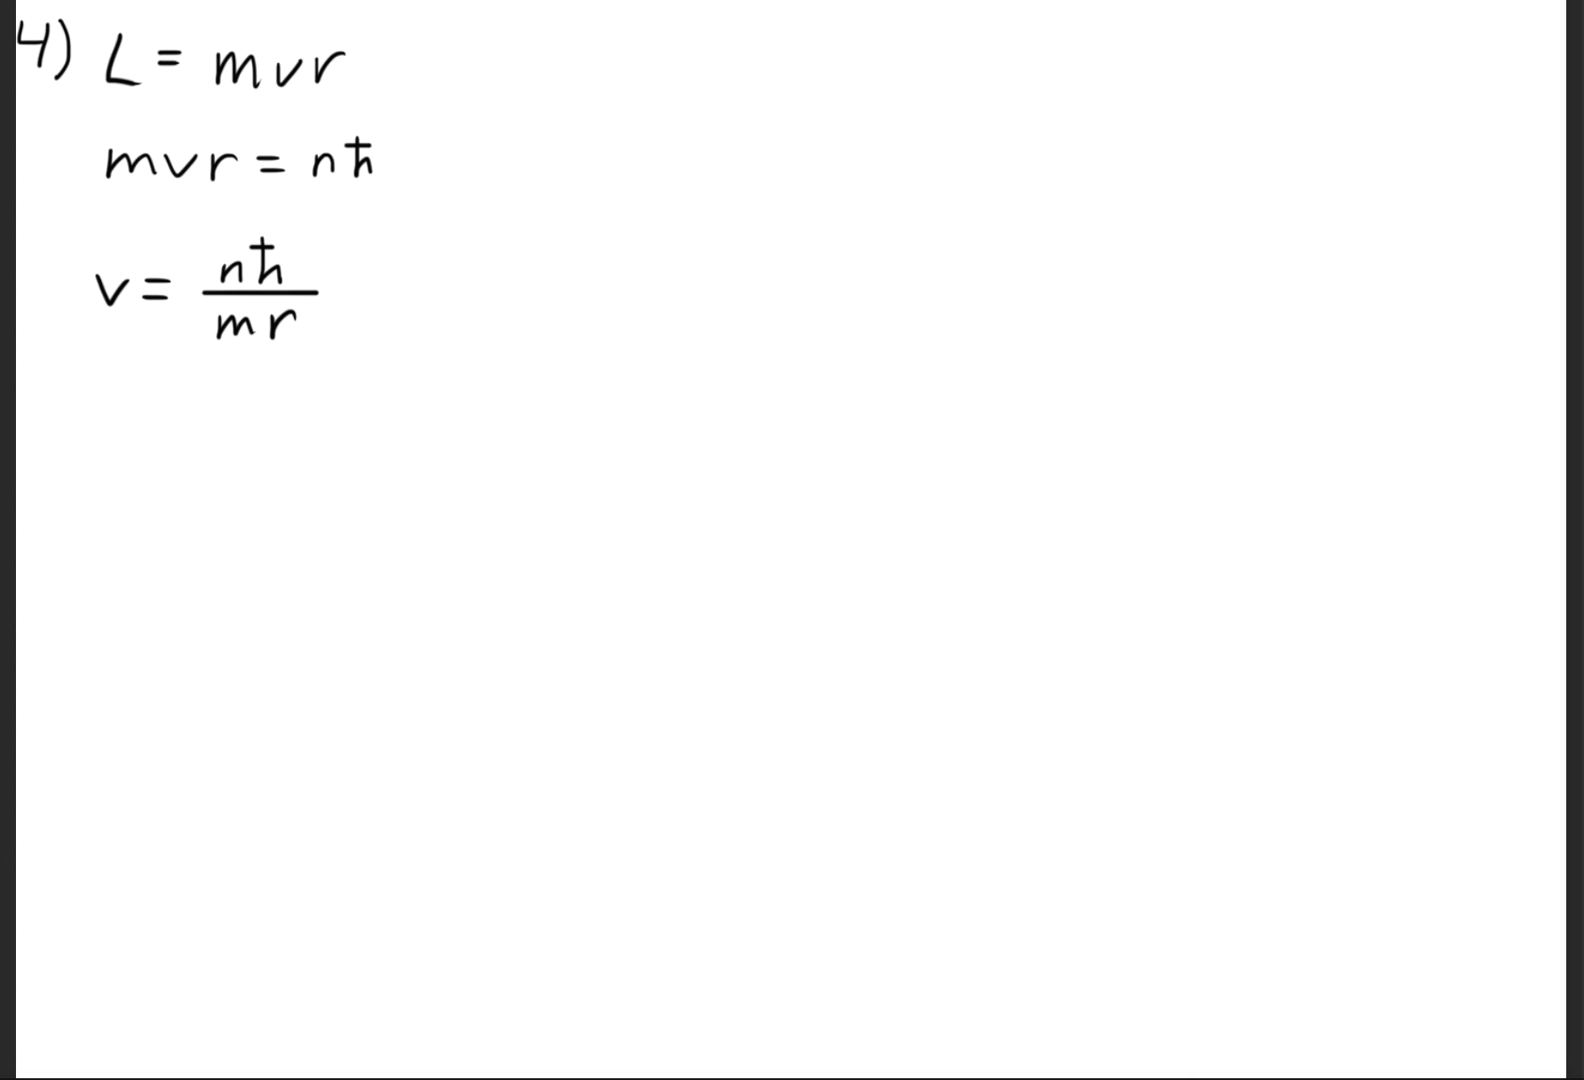 4) L = mvr
mvr = nħ
v = nħ / mr